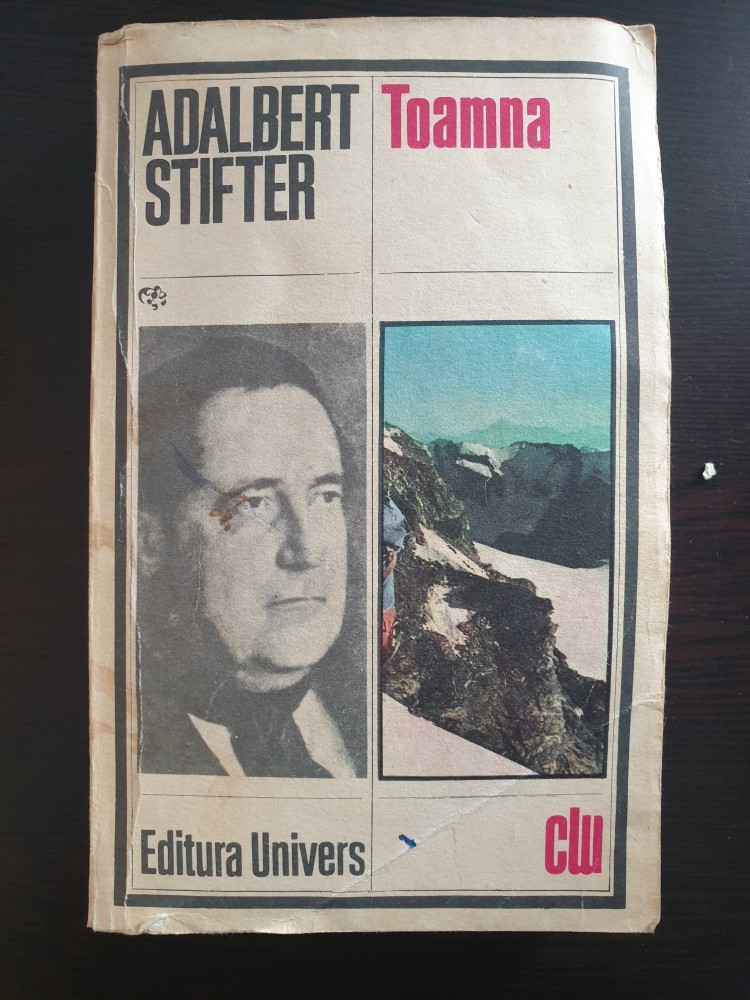 ADALBERT
STIFTER
Toamna
Editura Univers
clu